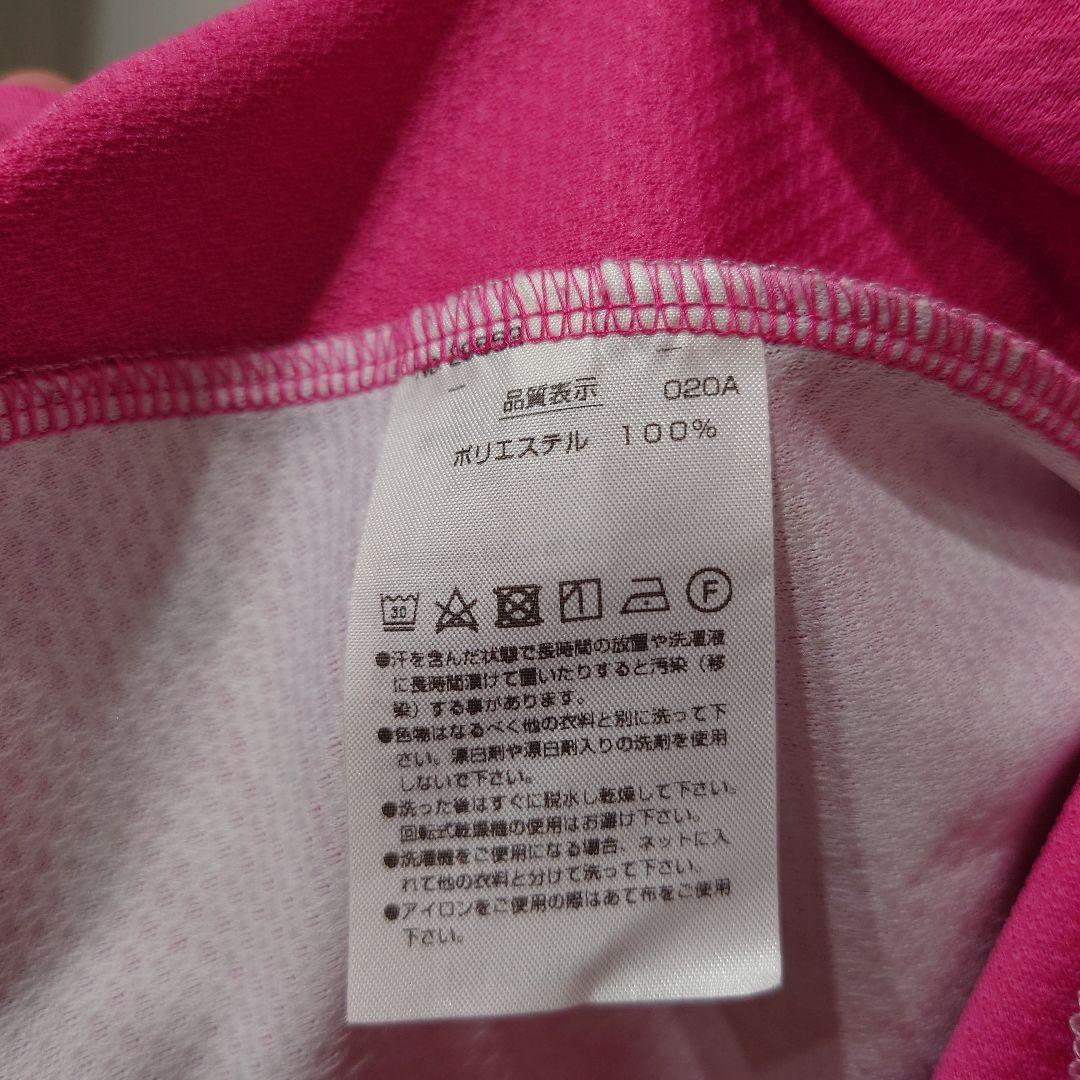 品質表示 020A
ポリエステル 100%
30
F
●汗を含んだ状態で長時間の放置や洗濯液
に長時間漬けて置いたりすると汚染（移
染）する事があります。
●色物はなるべく他の衣料と別に洗って下
さい。漂白剤や漂白剤入りの洗剤を使用
しないで下さい。
●洗った後はすぐに脱水し乾燥して下さい。
回転式乾燥機の使用はお避け下さい。
●洗濯機をご使用になる場合、ネットに入
れて他の衣料と分けて洗って下さい。
●アイロンをご使用の際はあて布をご使用
下さい。